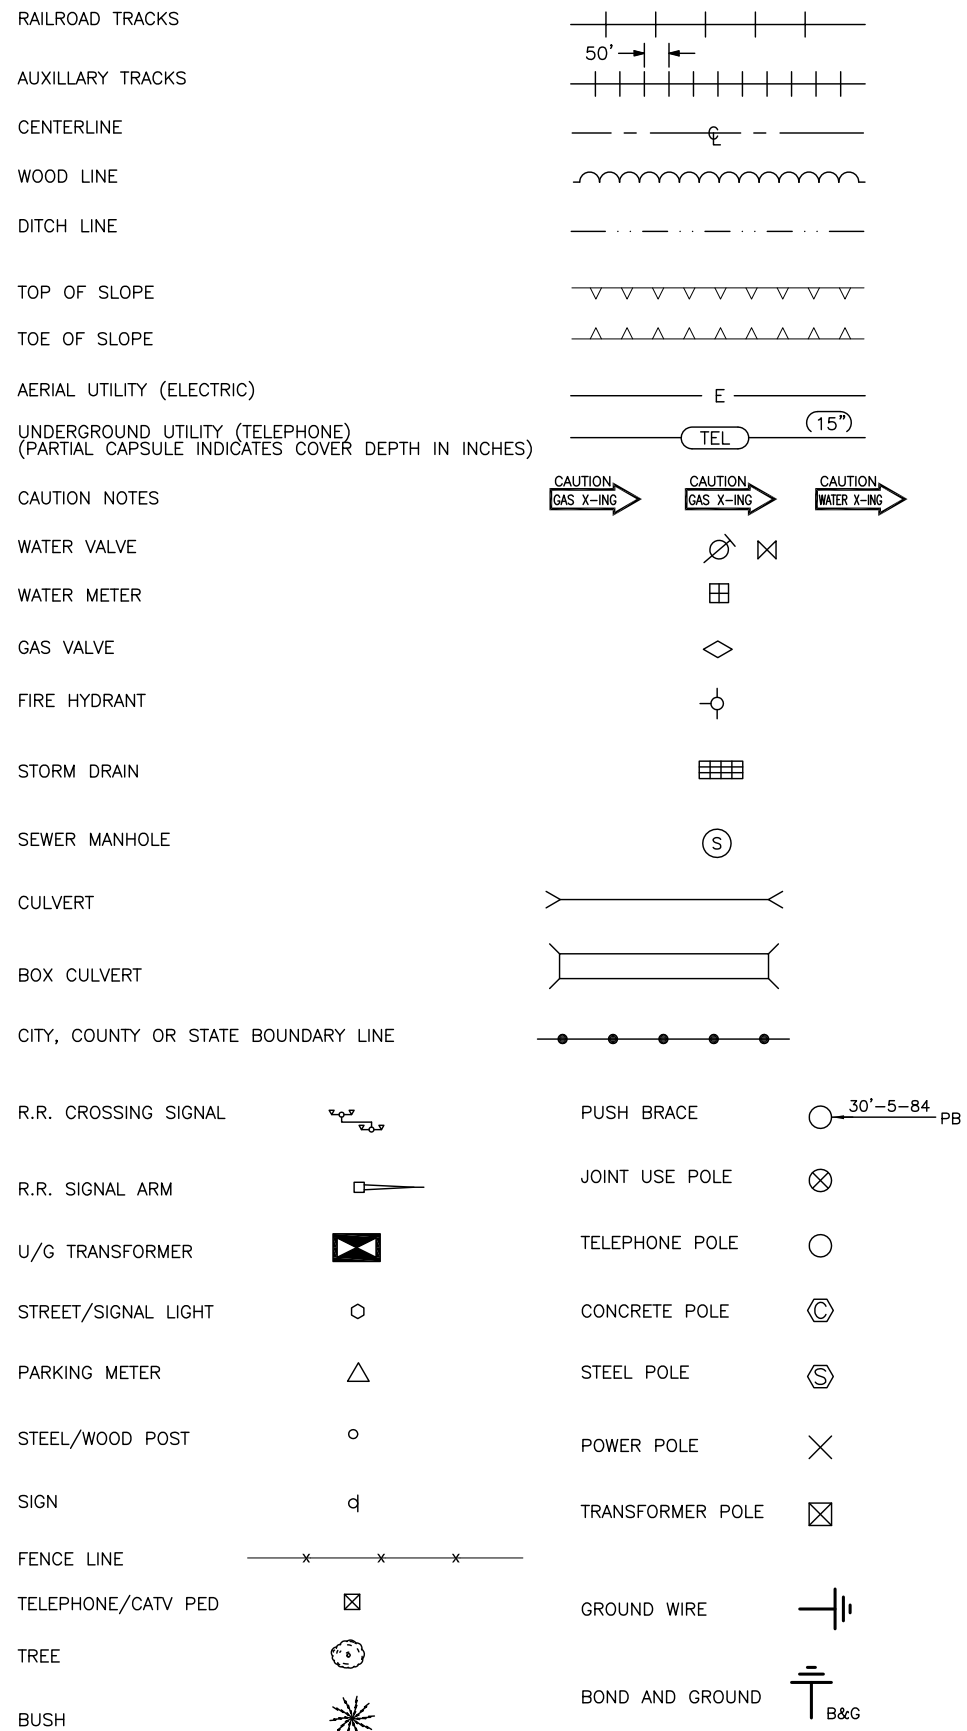 RAILROAD TRACKS
50'
AUXILLARY TRACKS
CENTERLINE
℄
WOOD LINE
DITCH LINE
TOP OF SLOPE
TOE OF SLOPE
AERIAL UTILITY (ELECTRIC)
E
UNDERGROUND UTILITY (TELEPHONE)
(PARTIAL CAPSULE INDICATES COVER DEPTH IN INCHES)
TEL
(15")
CAUTION NOTES
CAUTION
GAS X-ING
CAUTION
GAS X-ING
CAUTION
WATER X-ING
WATER VALVE
WATER METER
GAS VALVE
FIRE HYDRANT
STORM DRAIN
SEWER MANHOLE
S
CULVERT
BOX CULVERT
CITY, COUNTY OR STATE BOUNDARY LINE
R.R. CROSSING SIGNAL
R.R. SIGNAL ARM
U/G TRANSFORMER
STREET/SIGNAL LIGHT
PARKING METER
STEEL/WOOD POST
SIGN
FENCE LINE
x x x
TELEPHONE/CATV PED
TREE
BUSH
PUSH BRACE
30'-5-84
PB
JOINT USE POLE
TELEPHONE POLE
CONCRETE POLE
C
STEEL POLE
S
POWER POLE
TRANSFORMER POLE
GROUND WIRE
BOND AND GROUND
B&G